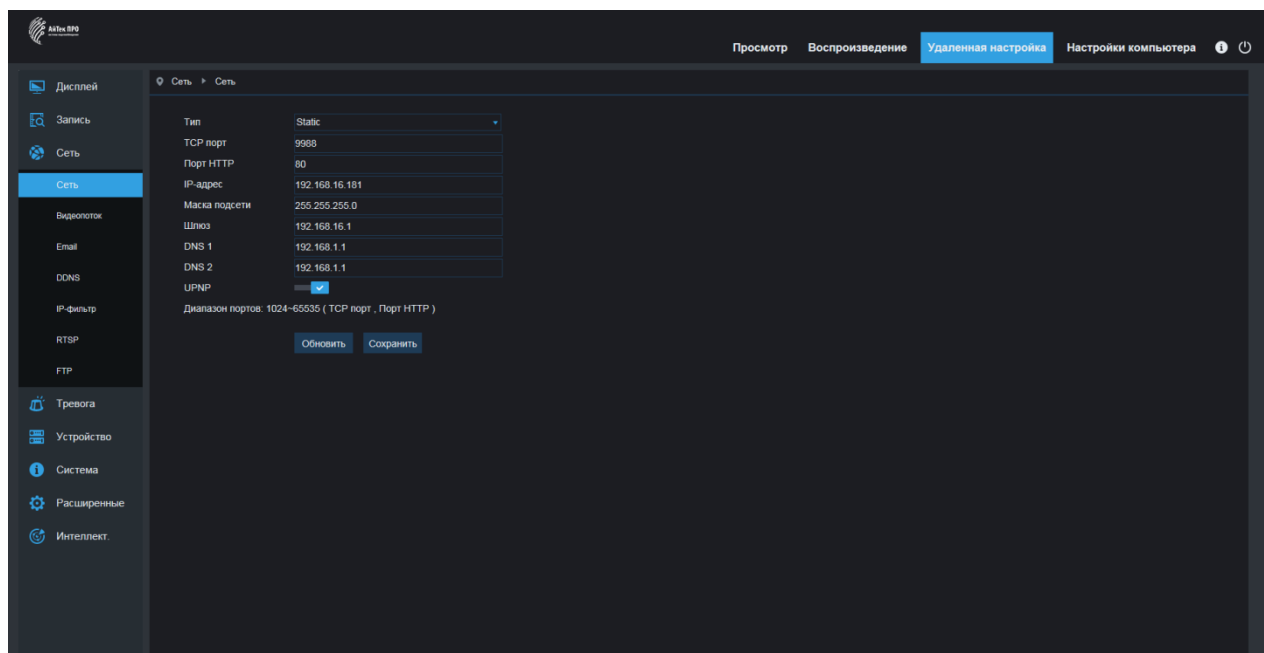 АйТек ПРО
Просмотр Воспроизведение Удаленная настройка Настройки компьютера
Сеть Сеть
Дисплей
Запись
Сеть
Сеть
Видеопоток
Email
DDNS
IP-фильтр
RTSP
FTP
Тревога
Устройство
Система
Расширенные
Интеллект.
Тип Static
TCP порт 9988
Порт HTTP 80
IP-адрес 192.168.16.181
Маска подсети 255.255.255.0
Шлюз 192.168.16.1
DNS 1 192.168.1.1
DNS 2 192.168.1.1
UPNP
Диапазон портов: 1024~65535 ( TCP порт , Порт HTTP )
Обновить Сохранить